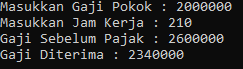 Masukkan Gaji Pokok : 2000000
Masukkan Jam Kerja : 210
Gaji Sebelum Pajak : 2600000
Gaji Diterima : 2340000